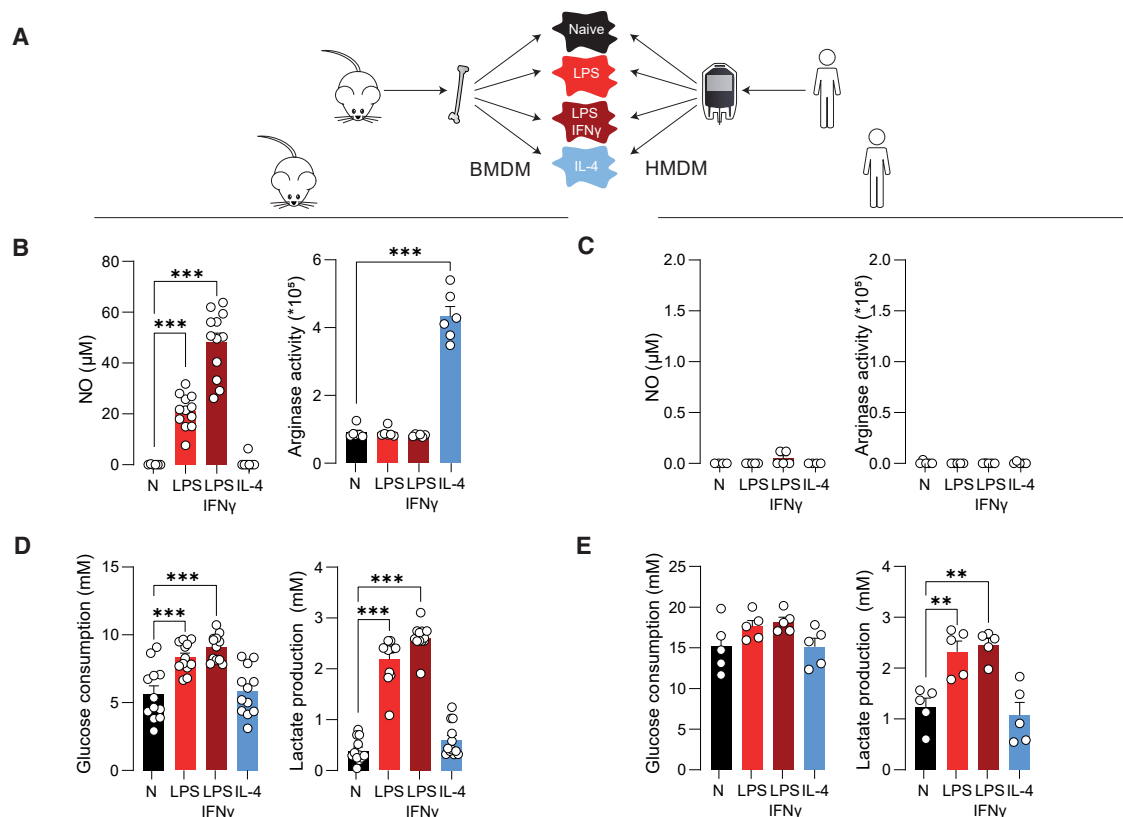 A
Naive
LPS
LPS
IFNγ
IL-4
BMDM
HMDM
B
NO (µM)
80
60
40
20
0
***
***
N LPS LPS IL-4
IFNγ
Arginase activity (*10⁵)
6
4
2
0
***
N LPS LPS IL-4
IFNγ
C
NO (µM)
2.0
1.5
1.0
0.5
0.0
N LPS LPS IL-4
IFNγ
Arginase activity (*10⁵)
2.0
1.5
1.0
0.5
0.0
N LPS LPS IL-4
IFNγ
D
Glucose consumption (mM)
15
10
5
0
***
***
N LPS LPS IL-4
IFNγ
Lactate production (mM)
4
3
2
1
0
***
***
N LPS LPS IL-4
IFNγ
E
Glucose consumption (mM)
25
20
15
10
5
0
N LPS LPS IL-4
IFNγ
Lactate production (mM)
4
3
2
1
0
**
**
N LPS LPS IL-4
IFNγ